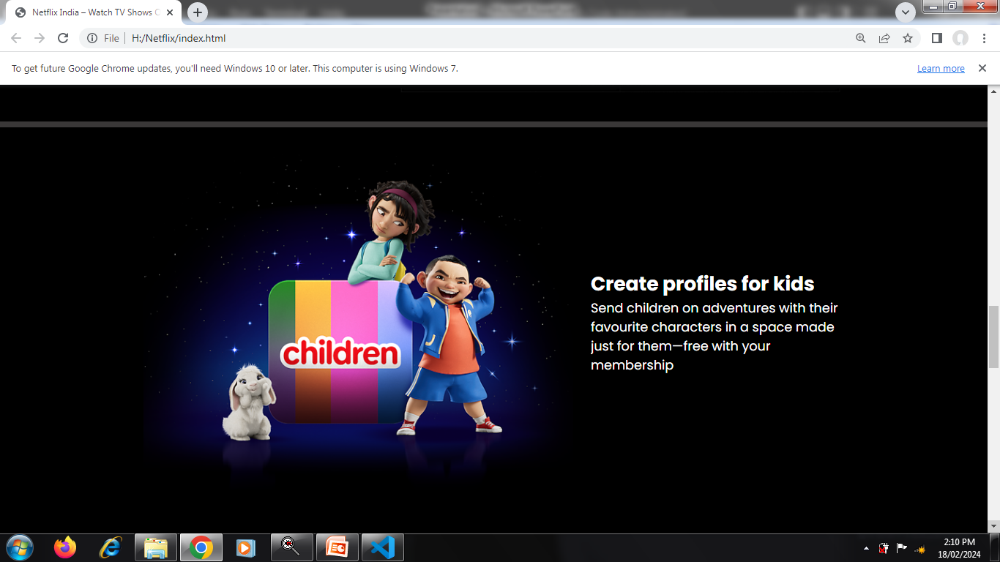 Netflix India – Watch TV Shows O
File
H:/Netflix/index.html
To get future Google Chrome updates, you'll need Windows 10 or later. This computer is using Windows 7.
Learn more
children
Create profiles for kids
Send children on adventures with their
favourite characters in a space made
just for them—free with your
membership
2:10 PM
18/02/2024